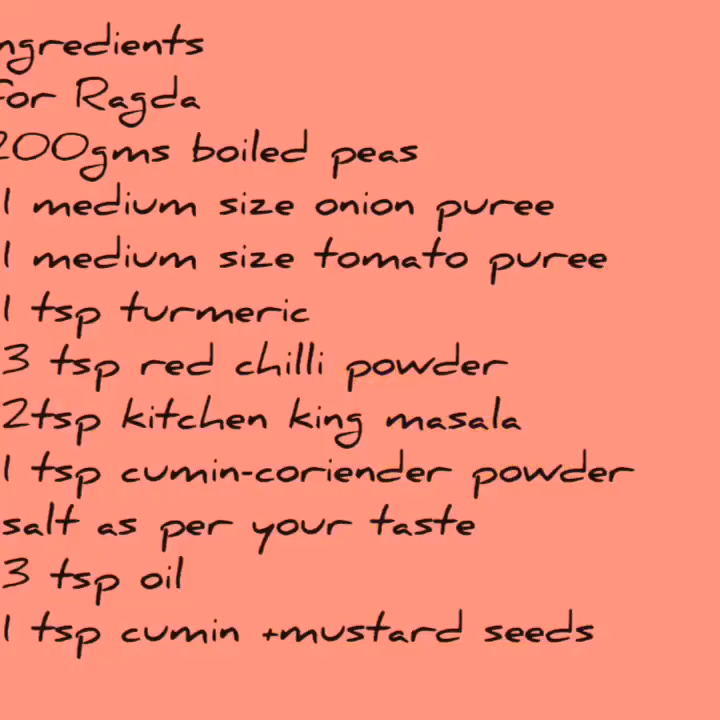 ngredients
for Ragda
200gms boiled peas
1 medium size onion puree
1 medium size tomato puree
1 tsp turmeric
3 tsp red chilli powder
2tsp kitchen king masala
1 tsp cumin-coriender powder
salt as per your taste
3 tsp oil
1 tsp cumin +mustard seeds